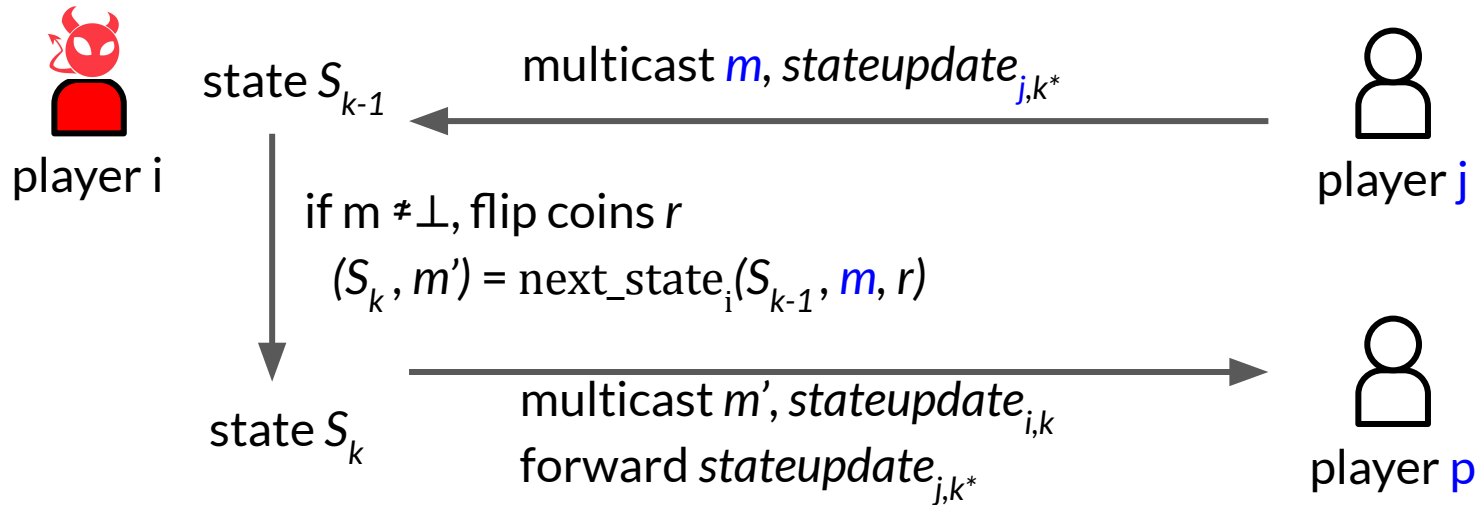 state S_{k-1}
multicast m, stateupdate_{j,k*}
player i
player j
if m ≠ ⊥, flip coins r
(S_k, m’) = next_state_i(S_{k-1}, m, r)
state S_k
multicast m’, stateupdate_{i,k}
forward stateupdate_{j,k*}
player p